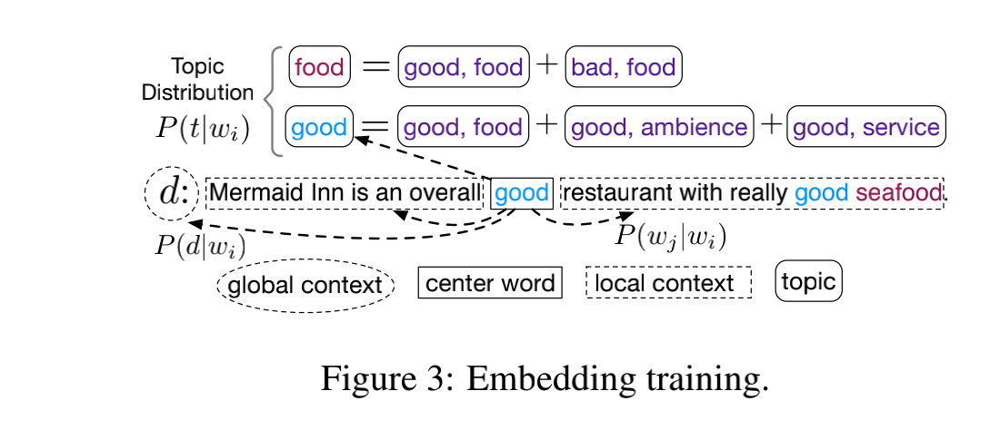 Topic Distribution P(t|w_i)
food = good, food + bad, food
good = good, food + good, ambience + good, service
d: Mermaid Inn is an overall good restaurant with really good seafood.
P(d|w_i) P(w_j|w_i)
global context center word local context topic
Figure 3: Embedding training.